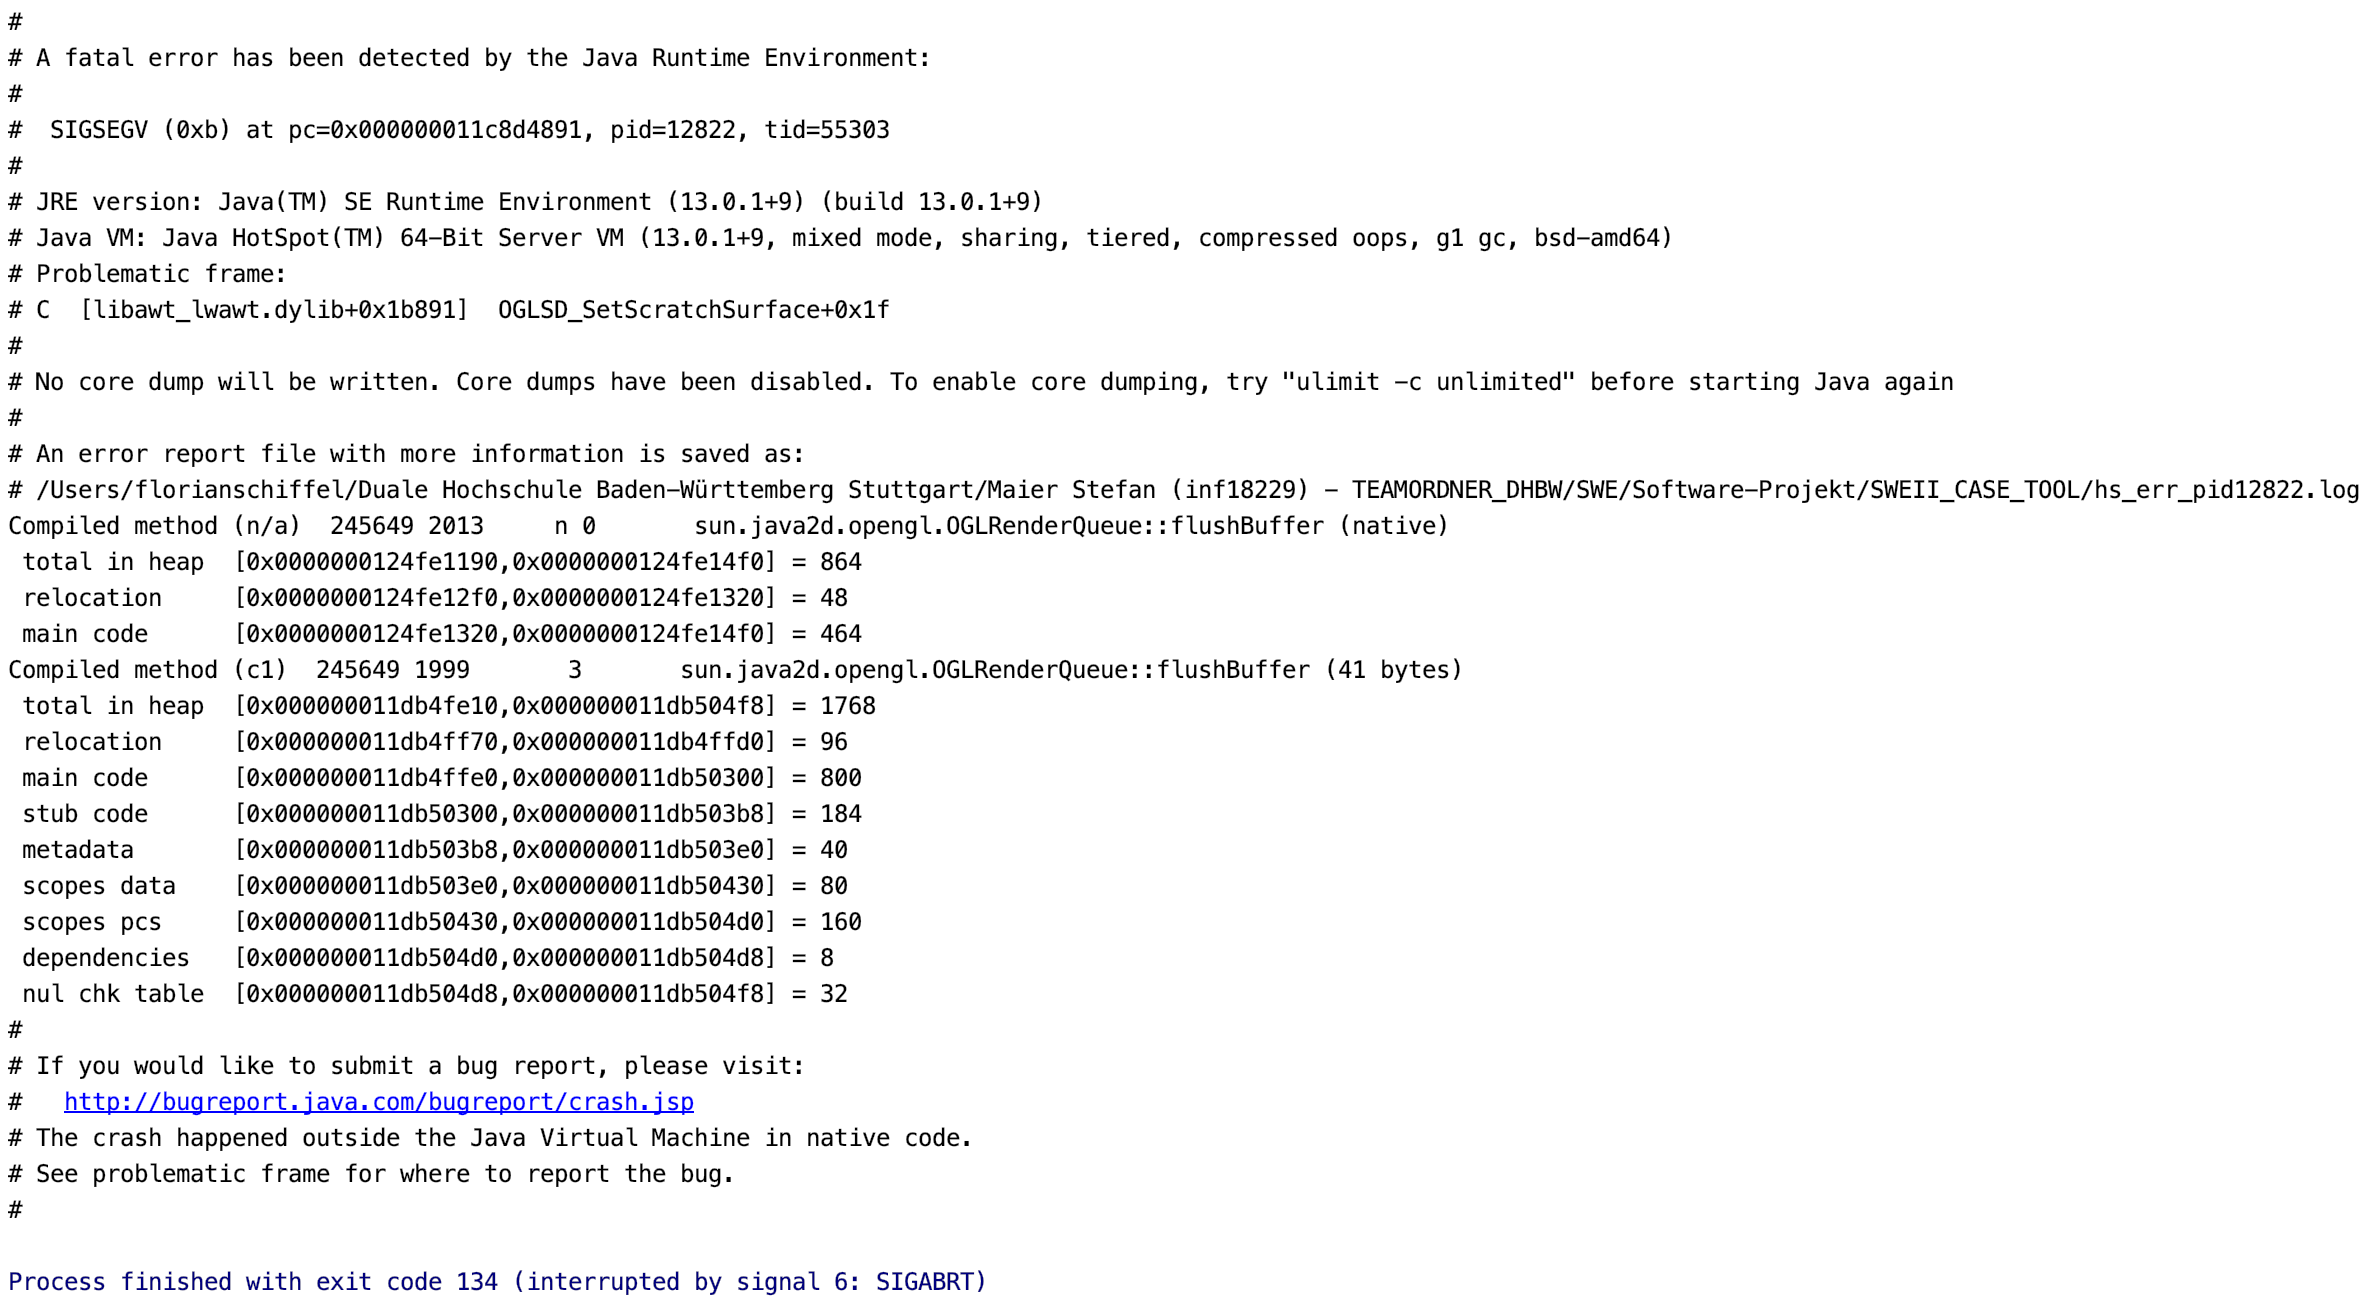 #
# A fatal error has been detected by the Java Runtime Environment:
#
#  SIGSEGV (0xb) at pc=0x000000011c8d4891, pid=12822, tid=55303
#
# JRE version: Java(TM) SE Runtime Environment (13.0.1+9) (build 13.0.1+9)
# Java VM: Java HotSpot(TM) 64-Bit Server VM (13.0.1+9, mixed mode, sharing, tiered, compressed oops, g1 gc, bsd-amd64)
# Problematic frame:
# C  [libawt_lwawt.dylib+0x1b891]  OGLSD_SetScratchSurface+0x1f
#
# No core dump will be written. Core dumps have been disabled. To enable core dumping, try "ulimit -c unlimited" before starting Java again
#
# An error report file with more information is saved as:
# /Users/florianschiffel/Duale Hochschule Baden-Württemberg Stuttgart/Maier Stefan (inf18229) - TEAMORDNER_DHBW/SWE/Software-Projekt/SWEII_CASE_TOOL/hs_err_pid12822.log
Compiled method (n/a)  245649 2013     n 0       sun.java2d.opengl.OGLRenderQueue::flushBuffer (native)
 total in heap  [0x0000000124fe1190,0x0000000124fe14f0] = 864
 relocation     [0x0000000124fe12f0,0x0000000124fe1320] = 48
 main code      [0x0000000124fe1320,0x0000000124fe14f0] = 464
Compiled method (c1)  245649 1999       3       sun.java2d.opengl.OGLRenderQueue::flushBuffer (41 bytes)
 total in heap  [0x000000011db4fe10,0x000000011db504f8] = 1768
 relocation     [0x000000011db4ff70,0x000000011db4ffd0] = 96
 main code      [0x000000011db4ffe0,0x000000011db50300] = 800
 stub code      [0x000000011db50300,0x000000011db503b8] = 184
 metadata       [0x000000011db503b8,0x000000011db503e0] = 40
 scopes data    [0x000000011db503e0,0x000000011db50430] = 80
 scopes pcs     [0x000000011db50430,0x000000011db504d0] = 160
 dependencies   [0x000000011db504d0,0x000000011db504d8] = 8
 nul chk table  [0x000000011db504d8,0x000000011db504f8] = 32
#
# If you would like to submit a bug report, please visit:
#   http://bugreport.java.com/bugreport/crash.jsp
# The crash happened outside the Java Virtual Machine in native code.
# See problematic frame for where to report the bug.
#
Process finished with exit code 134 (interrupted by signal 6: SIGABRT)